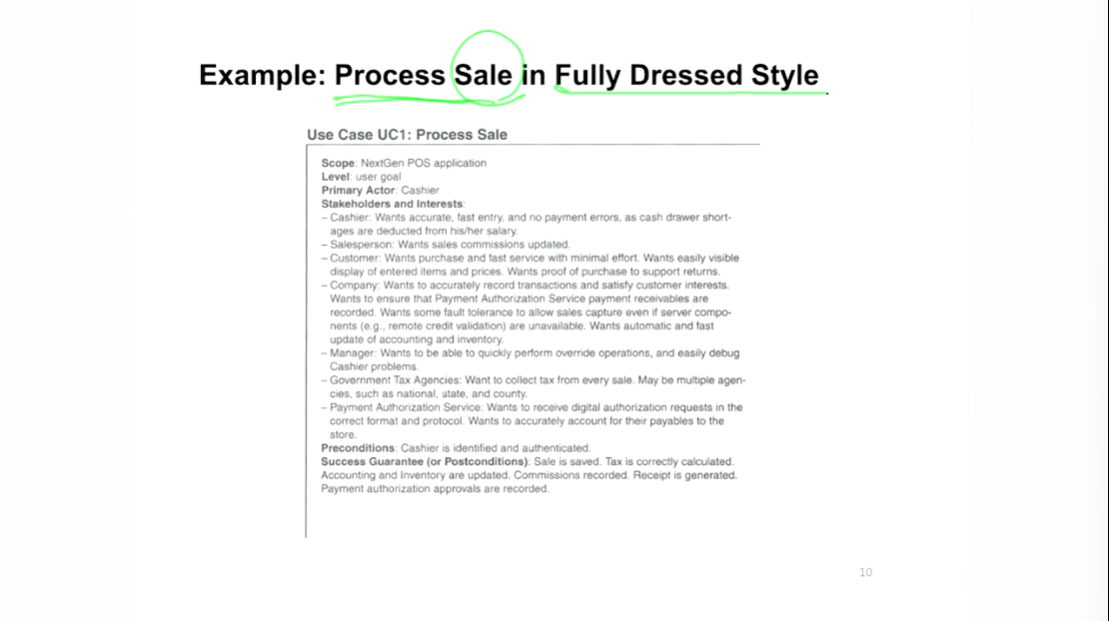 Example: Process Sale in Fully Dressed Style
Use Case UC1: Process Sale
Scope: NextGen POS application
Level: user goal
Primary Actor: Cashier
Stakeholders and Interests:
– Cashier: Wants accurate, fast entry, and no payment errors, as cash drawer short-
ages are deducted from his/her salary.
– Salesperson: Wants sales commissions updated.
– Customer: Wants purchase and fast service with minimal effort. Wants easily visible
display of entered items and prices. Wants proof of purchase to support returns.
– Company: Wants to accurately record transactions and satisfy customer interests.
Wants to ensure that Payment Authorization Service payment receivables are
recorded. Wants some fault tolerance to allow sales capture even if server compo-
nents (e.g., remote credit validation) are unavailable. Wants automatic and fast
update of accounting and inventory.
– Manager: Wants to be able to quickly perform override operations, and easily debug
Cashier problems.
– Government Tax Agencies: Want to collect tax from every sale. May be multiple agen-
cies, such as national, state, and county.
– Payment Authorization Service: Wants to receive digital authorization requests in the
correct format and protocol. Wants to accurately account for their payables to the
store.
Preconditions: Cashier is identified and authenticated.
Success Guarantee (or Postconditions): Sale is saved. Tax is correctly calculated.
Accounting and Inventory are updated. Commissions recorded. Receipt is generated.
Payment authorization approvals are recorded.
10